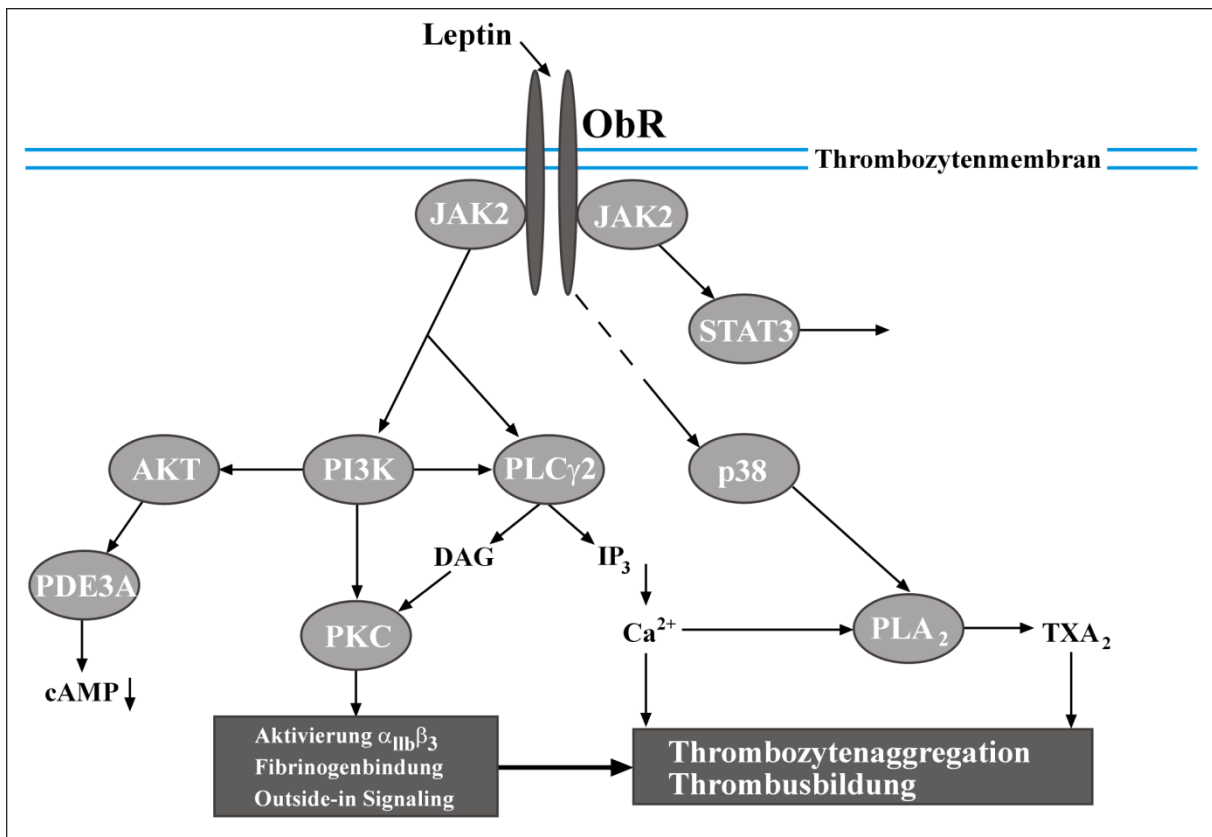 Leptin
ObR
Thrombozytenmembran
JAK2
JAK2
STAT3
AKT
PI3K
PLCγ2
p38
DAG
IP₃
PDE3A
PKC
Ca²⁺
PLA₂
TXA₂
cAMP↓
Aktivierung αIIbβ₃
Fibrinogenbindung
Outside-in Signaling
Thrombozytenaggregation
Thrombusbildung